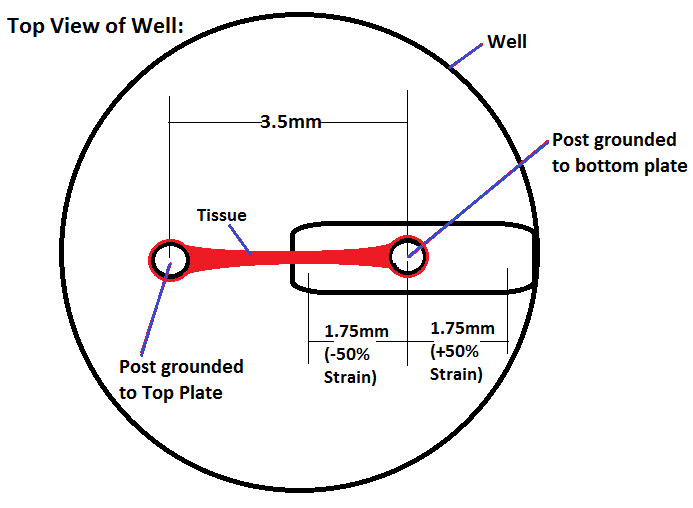 Top View of Well:
Well
3.5mm
Post grounded
to bottom plate
Tissue
1.75mm
(-50%
Strain)
1.75mm
(+50%
Strain)
Post grounded
to Top Plate